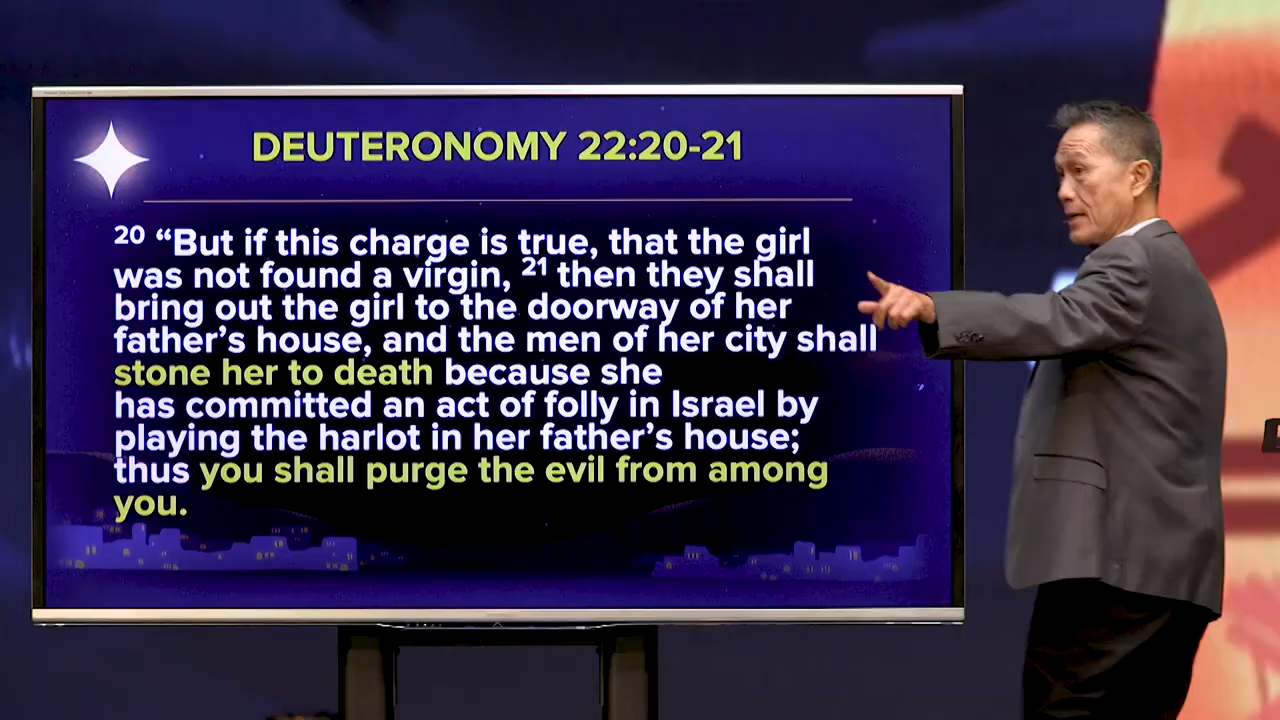 DEUTERONOMY 22:20-21
20 “But if this charge is true, that the girl
was not found a virgin, 21 then they shall
bring out the girl to the doorway of her
father’s house, and the men of her city shall
stone her to death because she
has committed an act of folly in Israel by
playing the harlot in her father’s house;
thus you shall purge the evil from among
you.